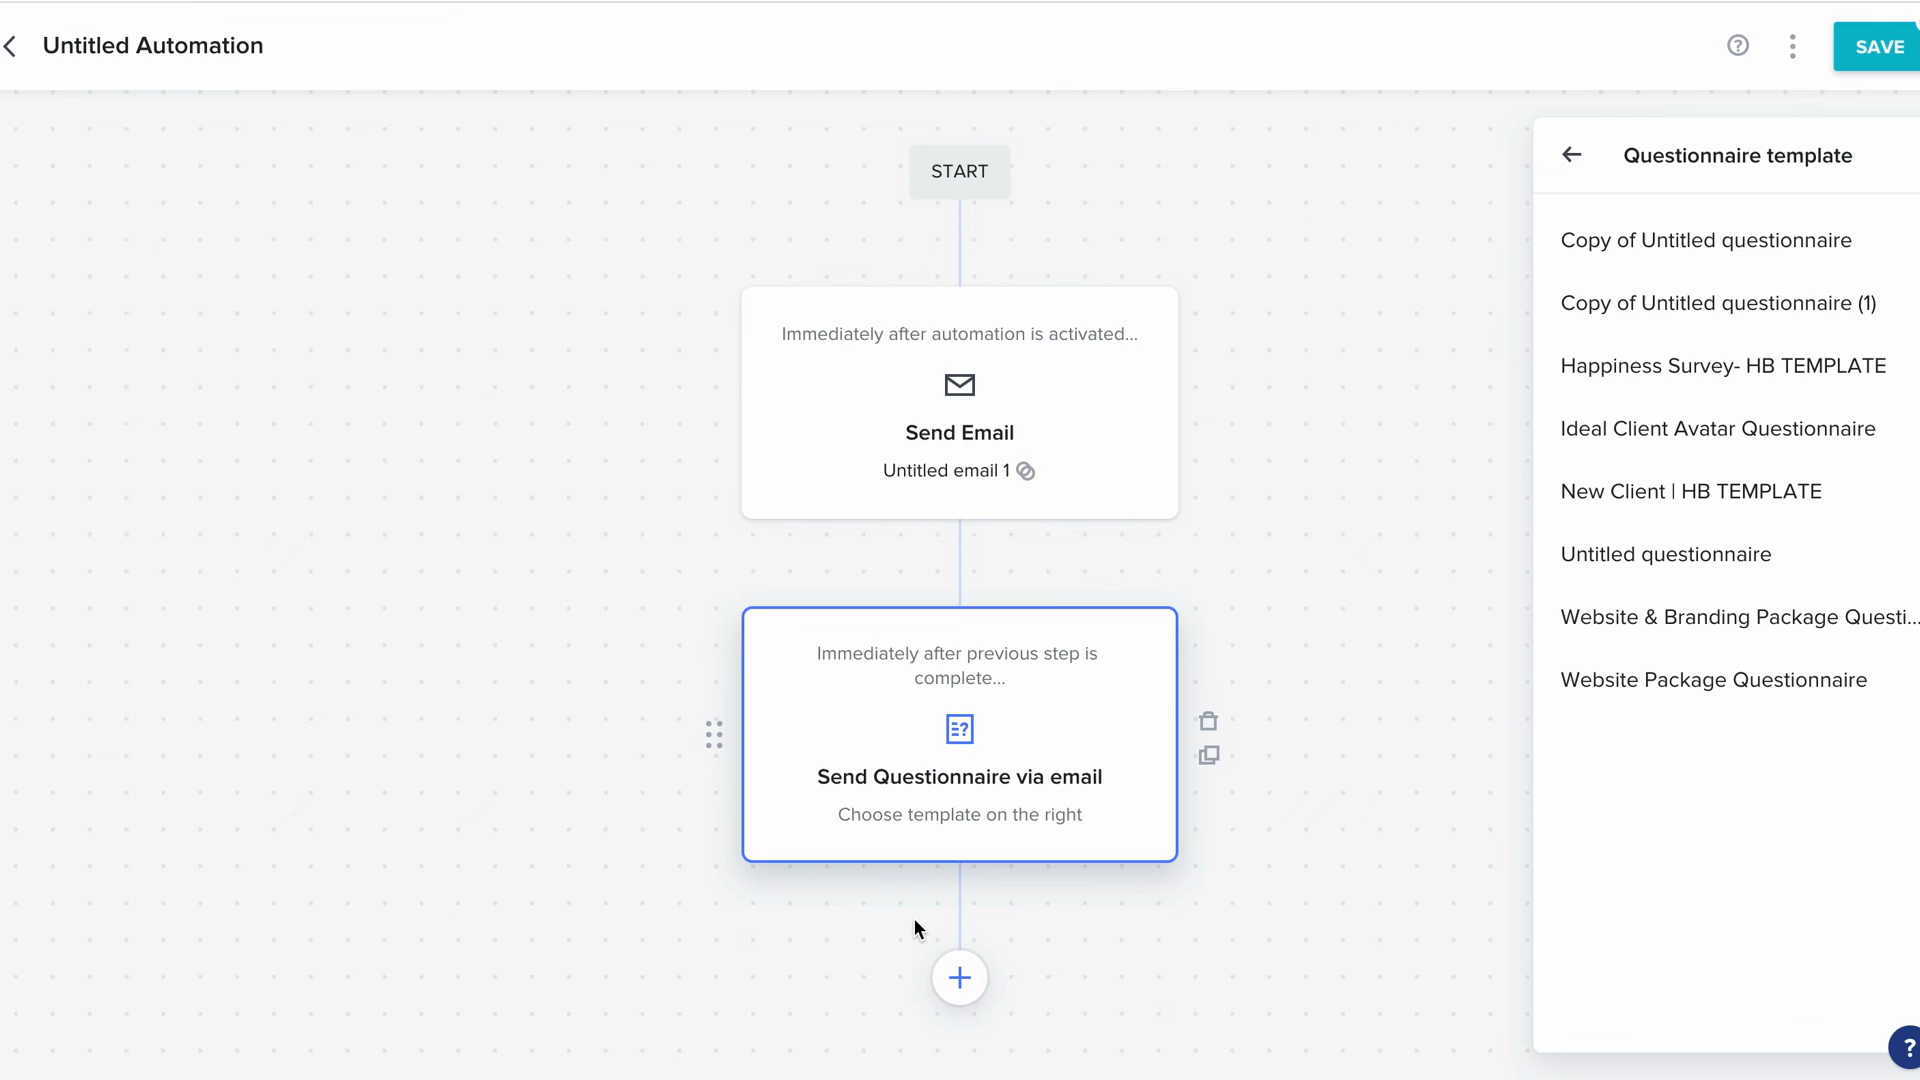 Untitled Automation
SAVE
START
Immediately after automation is activated...
Send Email
Untitled email 1
Immediately after previous step is
complete...
Send Questionnaire via email
Choose template on the right
Questionnaire template
Copy of Untitled questionnaire
Copy of Untitled questionnaire (1)
Happiness Survey- HB TEMPLATE
Ideal Client Avatar Questionnaire
New Client | HB TEMPLATE
Untitled questionnaire
Website & Branding Package Questi...
Website Package Questionnaire
?